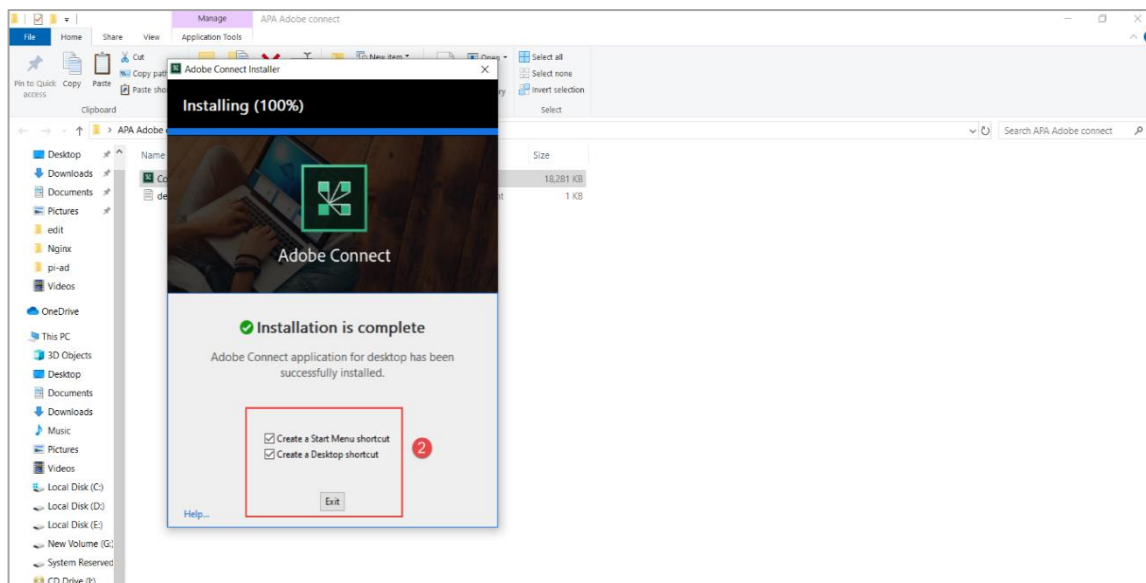 Manage
APA Adobe connect
File
Home
Share
View
Application Tools
Pin to Quick access
Copy
Paste
Cut
Copy path
Paste sho
Clipboard
New item
Open
Select all
Select none
Invert selection
Select
APA Adobe
Search APA Adobe connect
Name
Size
Co
18,281 KB
de
1 KB
Desktop
Downloads
Documents
Pictures
edit
Nginx
pi-ad
Videos
OneDrive
This PC
3D Objects
Desktop
Documents
Downloads
Music
Pictures
Videos
Local Disk (C:)
Local Disk (D:)
Local Disk (E:)
New Volume (G:)
System Reserved
CD Drive (I:)
Adobe Connect Installer
Installing (100%)
Adobe Connect
Installation is complete
Adobe Connect application for desktop has been
successfully installed.
Create a Start Menu shortcut
Create a Desktop shortcut
2
Exit
Help...